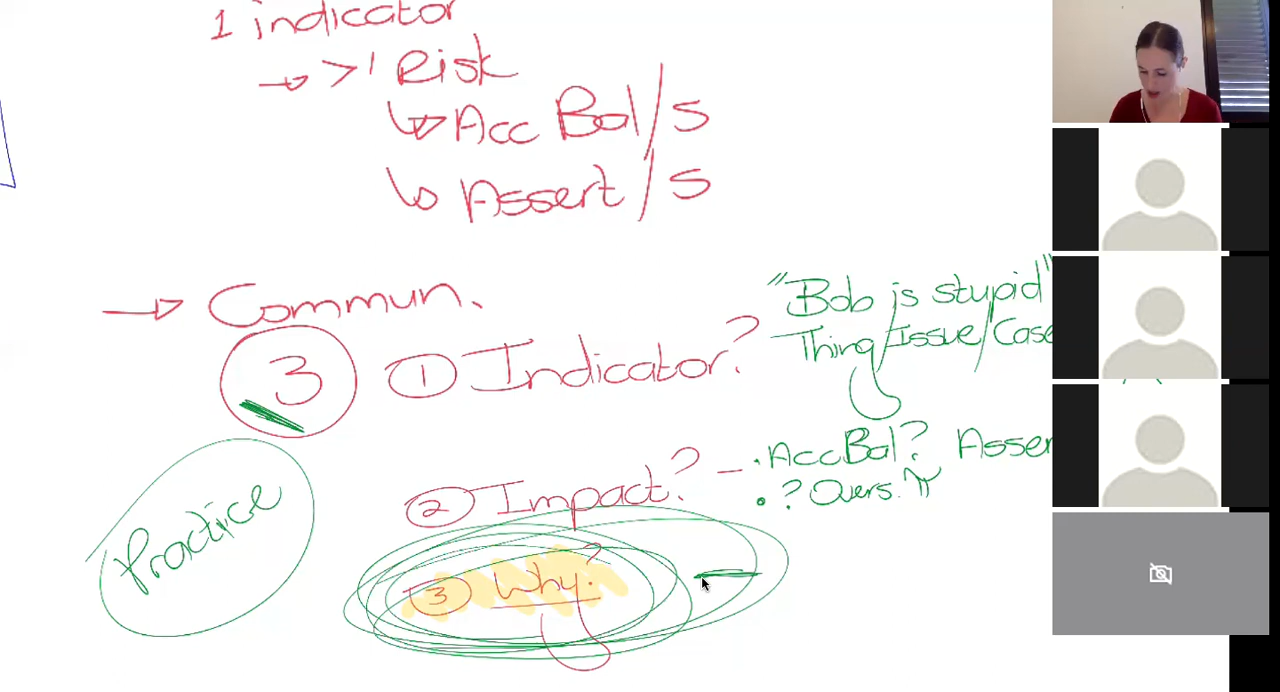 1 indicator
→ >1 Risk
↳ Acc Bal/s
↳ Assert/s
→ Commun.
"Bob is stupid"
Thing/Issue/Case
3 ① Indicator?
② Impact? - • AccBal? Asser
• ? Overs.
Practice
③ Why? -